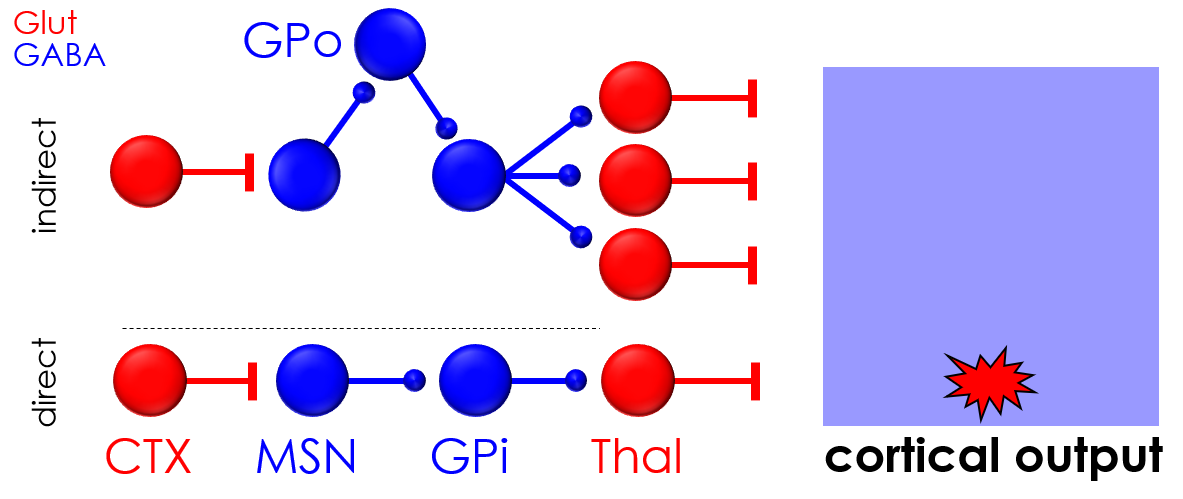 Glut
GABA
GPo
indirect
direct
CTX
MSN
GPi
Thal
cortical output